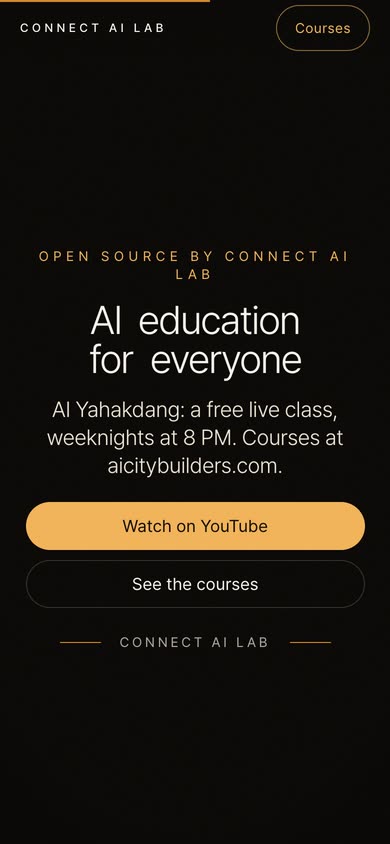 CONNECT AI LAB
Courses
OPEN SOURCE BY CONNECT AI
LAB
AI education
for everyone
AI Yahakdang: a free live class,
weeknights at 8 PM. Courses at
aicitybuilders.com.
Watch on YouTube
See the courses
CONNECT AI LAB